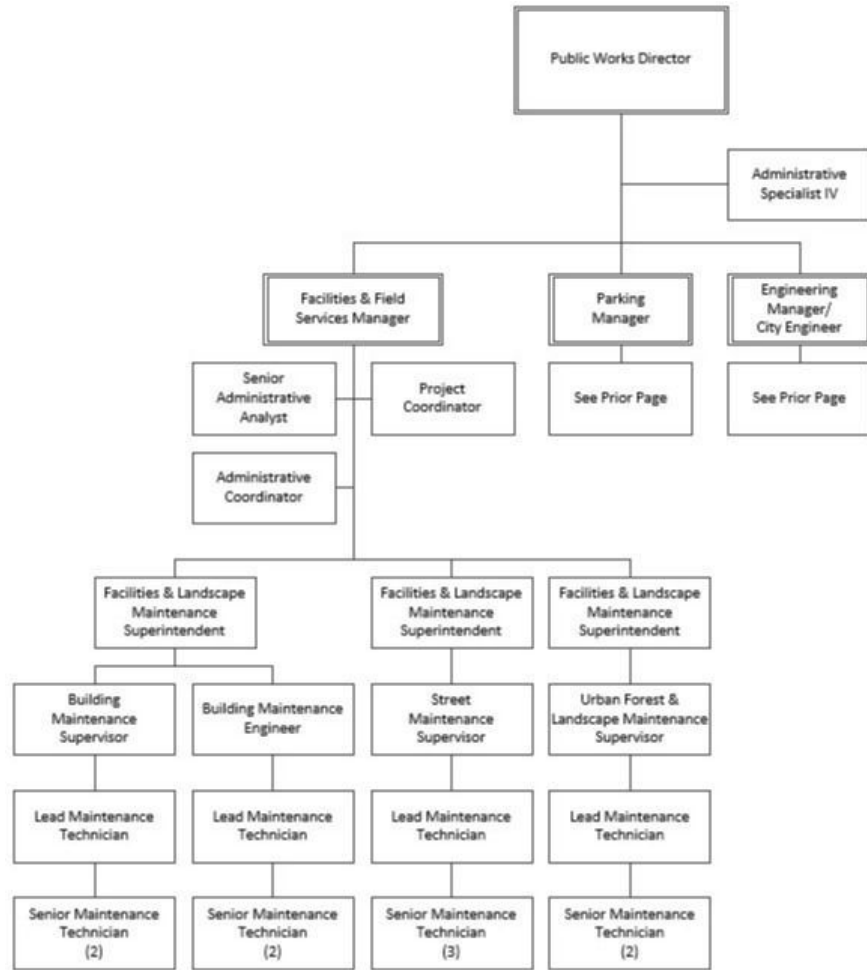 Public Works Director
Administrative
Specialist IV
Facilities & Field
Services Manager
Parking
Manager
Engineering
Manager/
City Engineer
Senior
Administrative
Analyst
Project
Coordinator
See Prior Page
See Prior Page
Administrative
Coordinator
Facilities & Landscape
Maintenance
Superintendent
Facilities & Landscape
Maintenance
Superintendent
Facilities & Landscape
Maintenance
Superintendent
Building
Maintenance
Supervisor
Building Maintenance
Engineer
Street
Maintenance
Supervisor
Urban Forest &
Landscape Maintenance
Supervisor
Lead Maintenance
Technician
Lead Maintenance
Technician
Lead Maintenance
Technician
Lead Maintenance
Technician
Senior Maintenance
Technician
(2)
Senior Maintenance
Technician
(2)
Senior Maintenance
Technician
(3)
Senior Maintenance
Technician
(2)